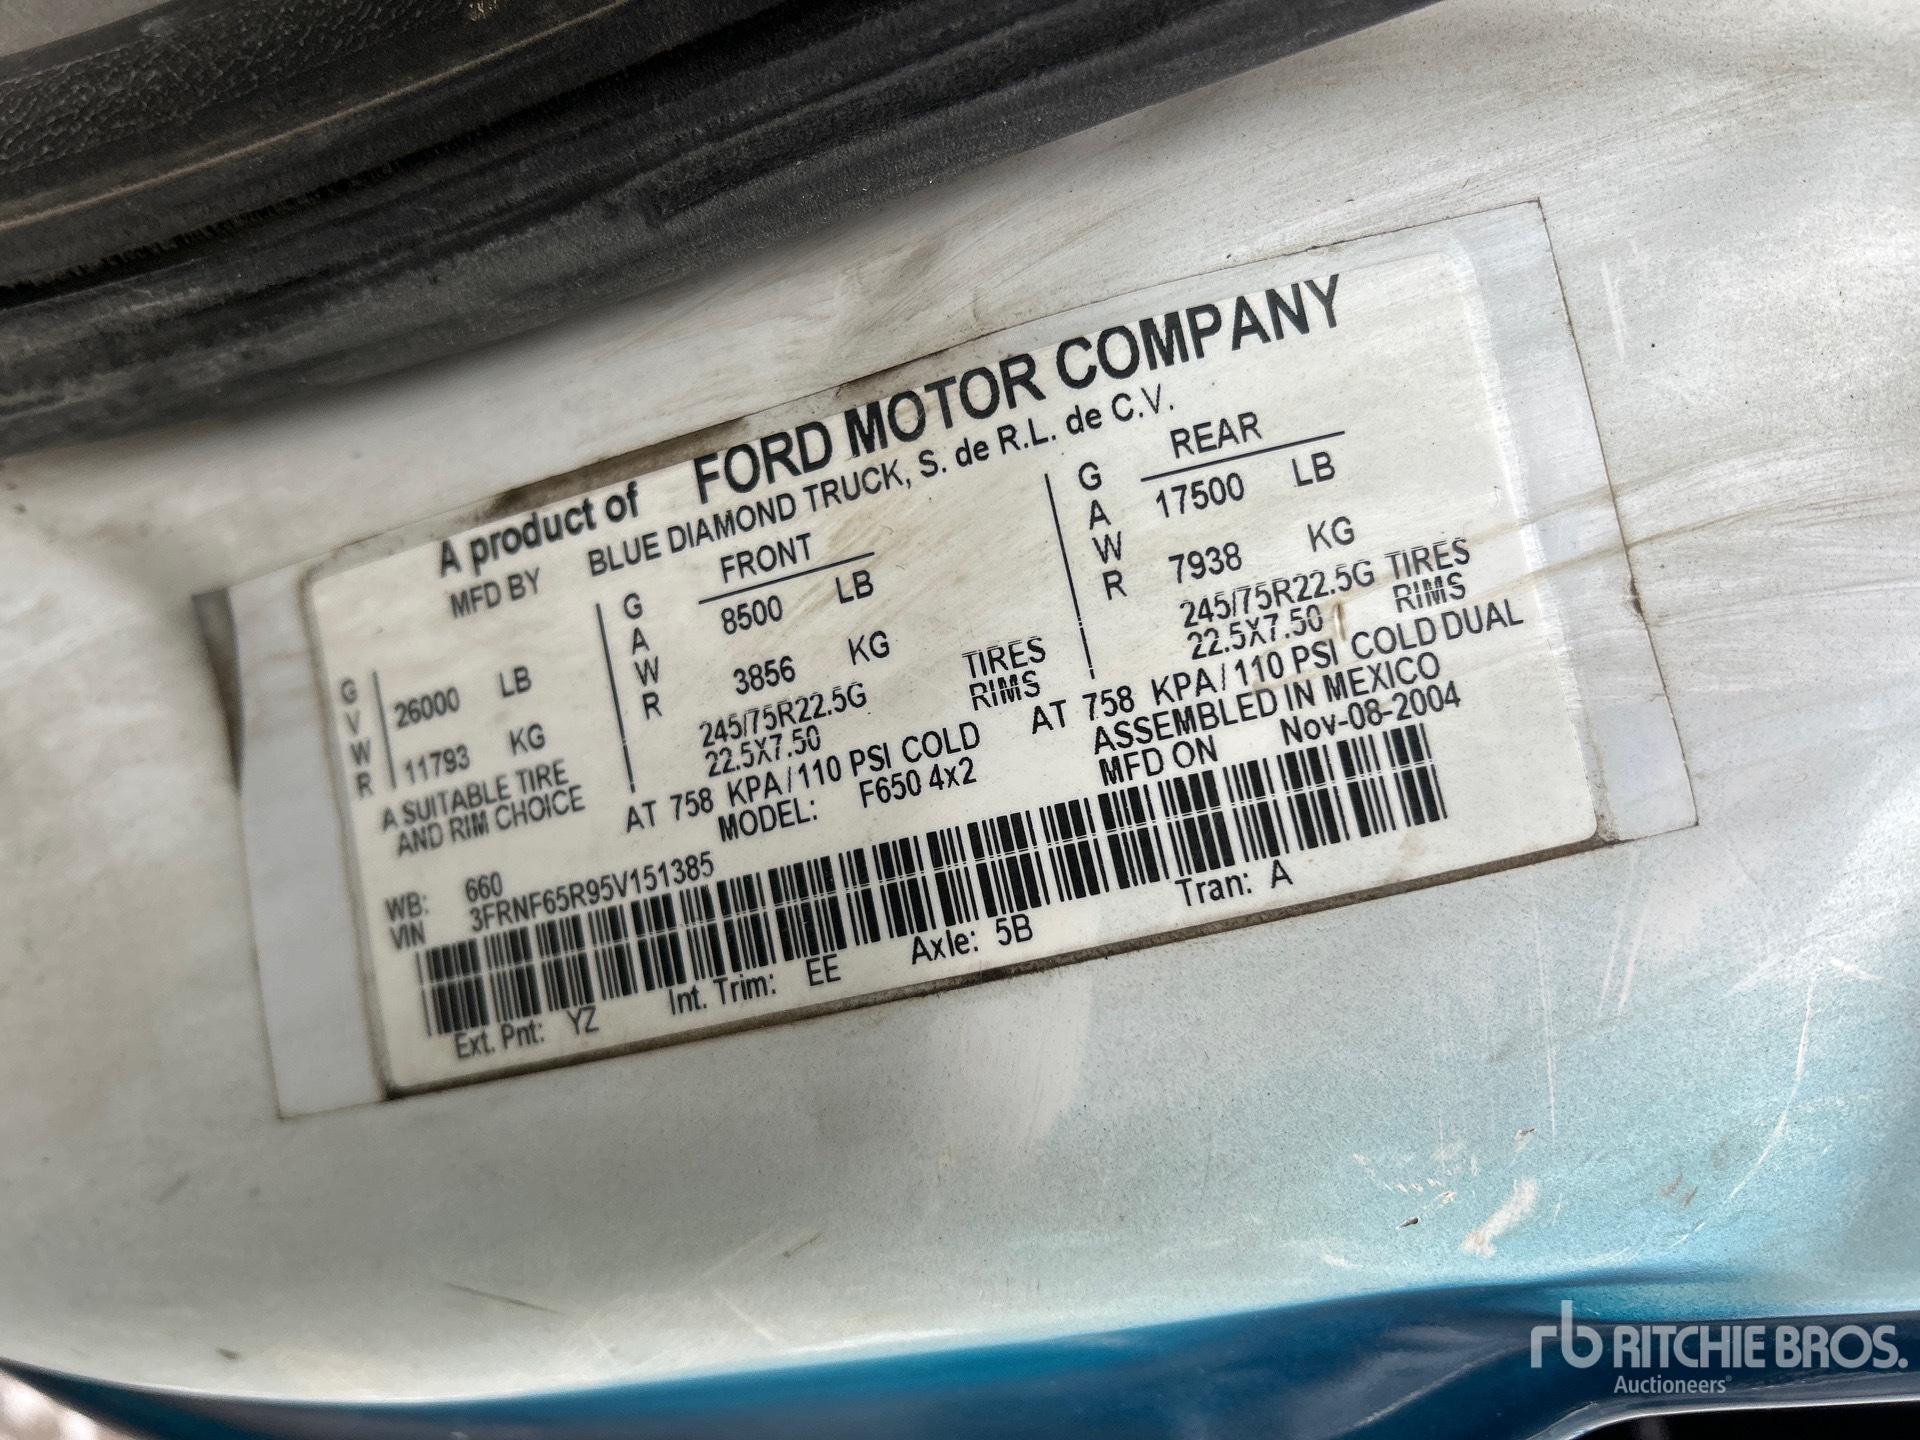 A product of FORD MOTOR COMPANY
MFD BY BLUE DIAMOND TRUCK, S. de R.L. de C.V.
GVWR
26000 LB
11793 KG
A SUITABLE TIRE
AND RIM CHOICE
GAWR
FRONT
8500 LB
3856 KG
245/75R22.5G TIRES
22.5X7.50 RIMS
AT 758 KPA/110 PSI COLD
GAWR
REAR
17500 LB
7938 KG
245/75R22.5G TIRES
22.5X7.50 RIMS
AT 758 KPA/110 PSI COLD DUAL
MODEL: F650 4x2
ASSEMBLED IN MEXICO
MFD ON Nov-08-2004
WB: 660
VIN 3FRNF65R95V151385
Ext. Pnt: YZ Int. Trim: EE Axle: 5B Tran: A
rb RITCHIE BROS.
Auctioneers